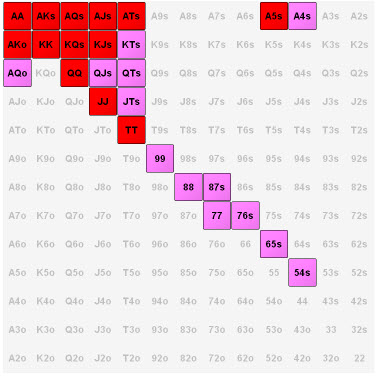 AA AKs AQs AJs ATs A9s A8s A7s A6s A5s A4s A3s A2s
AKo KK KQs KJs KTs K9s K8s K7s K6s K5s K4s K3s K2s
AQo KQo QQ QJs QTs Q9s Q8s Q7s Q6s Q5s Q4s Q3s Q2s
AJo KJo QJo JJ JTs J9s J8s J7s J6s J5s J4s J3s J2s
ATo KTo QTo JTo TT T9s T8s T7s T6s T5s T4s T3s T2s
A9o K9o Q9o J9o T9o 99 98s 97s 96s 95s 94s 93s 92s
A8o K8o Q8o J8o T8o 98o 88 87s 86s 85s 84s 83s 82s
A7o K7o Q7o J7o T7o 97o 87o 77 76s 75s 74s 73s 72s
A6o K6o Q6o J6o T6o 96o 86o 76o 66 65s 64s 63s 62s
A5o K5o Q5o J5o T5o 95o 85o 75o 65o 55 54s 53s 52s
A4o K4o Q4o J4o T4o 94o 84o 74o 64o 54o 44 43s 42s
A3o K3o Q3o J3o T3o 93o 83o 73o 63o 53o 43o 33 32s
A2o K2o Q2o J2o T2o 92o 82o 72o 62o 52o 42o 32o 22